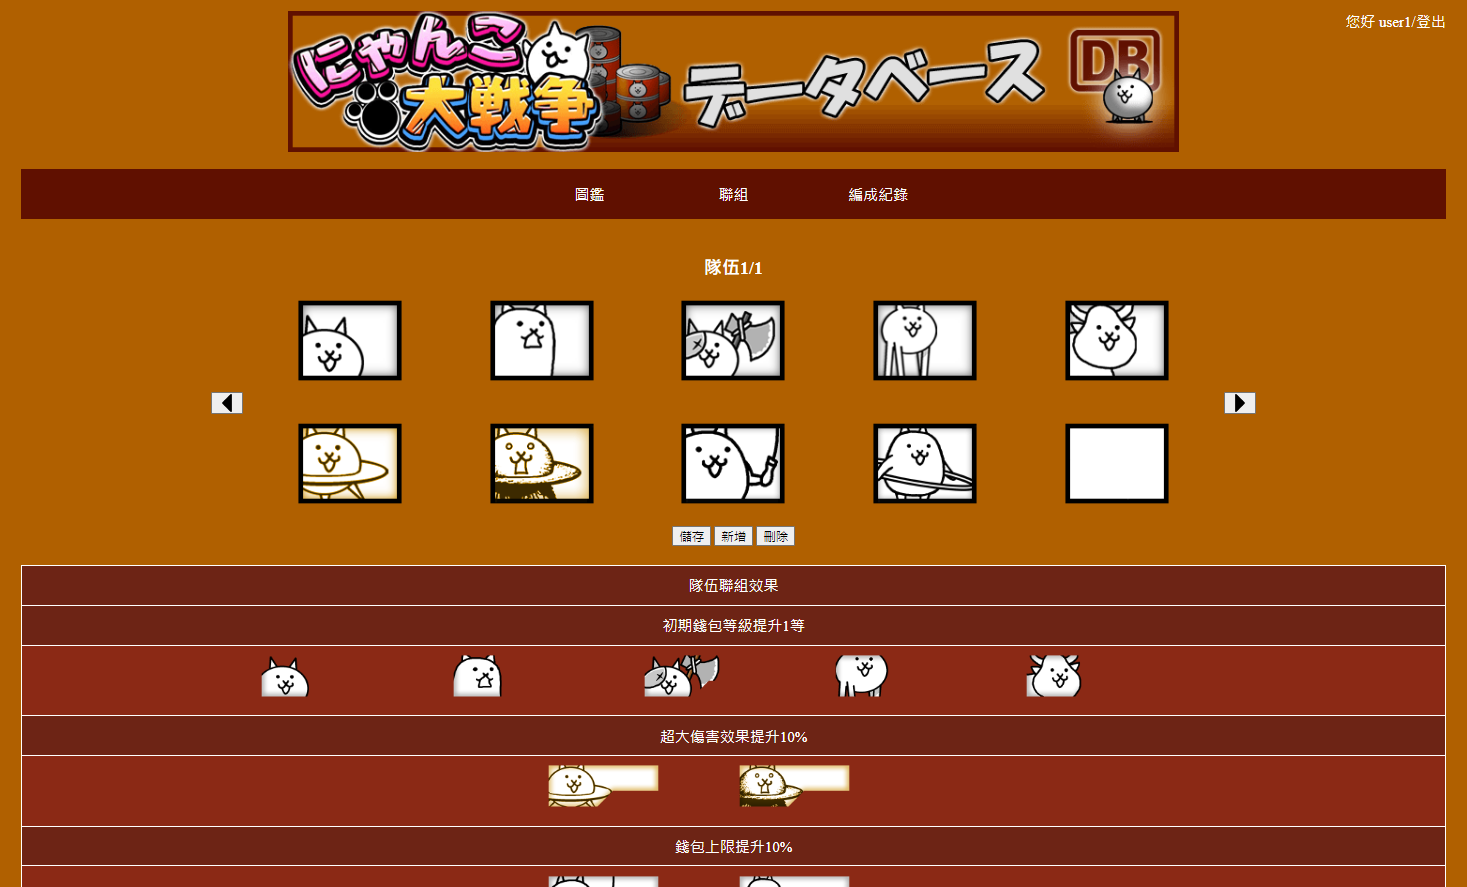 您好 user1/登出
にゃんこ
大戦争
データベース
DB
圖鑑 聯組 編成紀錄
隊伍1/1
儲存 新增 刪除
隊伍聯組效果
初期錢包等級提升1等
超大傷害效果提升10%
錢包上限提升10%